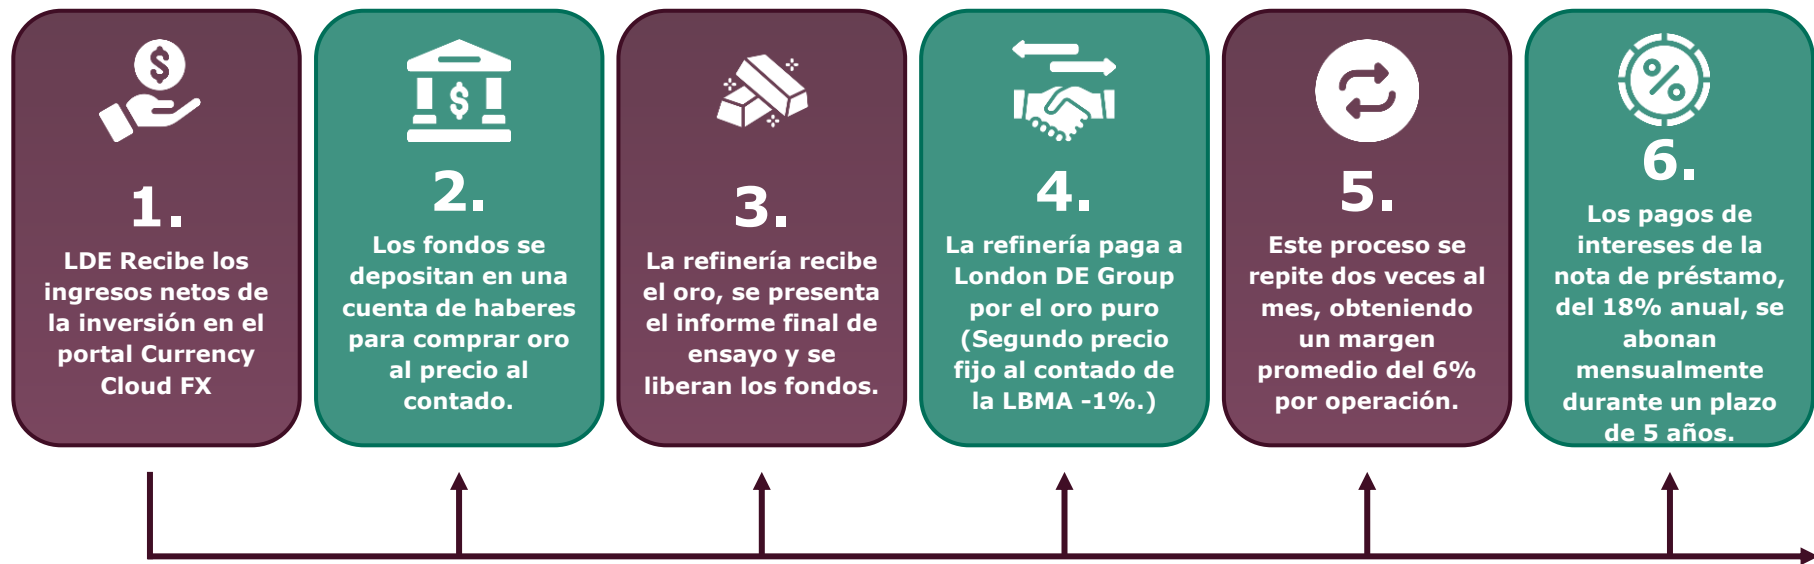 1.
LDE Recibe los
ingresos netos de
la inversión en el
portal Currency
Cloud FX
2.
Los fondos se
depositan en una
cuenta de haberes
para comprar oro
al precio al
contado.
3.
La refinería recibe
el oro, se presenta
el informe final de
ensayo y se
liberan los fondos.
4.
La refinería paga a
London DE Group
por el oro puro
(Segundo precio
fijo al contado de
la LBMA -1%.)
5.
Este proceso se
repite dos veces al
mes, obteniendo
un margen
promedio del 6%
por operación.
6.
Los pagos de
intereses de la
nota de préstamo,
del 18% anual, se
abonan
mensualmente
durante un plazo
de 5 años.